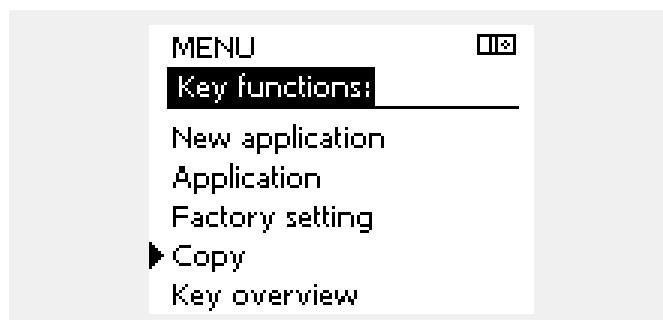 MENU
Key functions:
New application
Application
Factory setting
Copy
Key overview